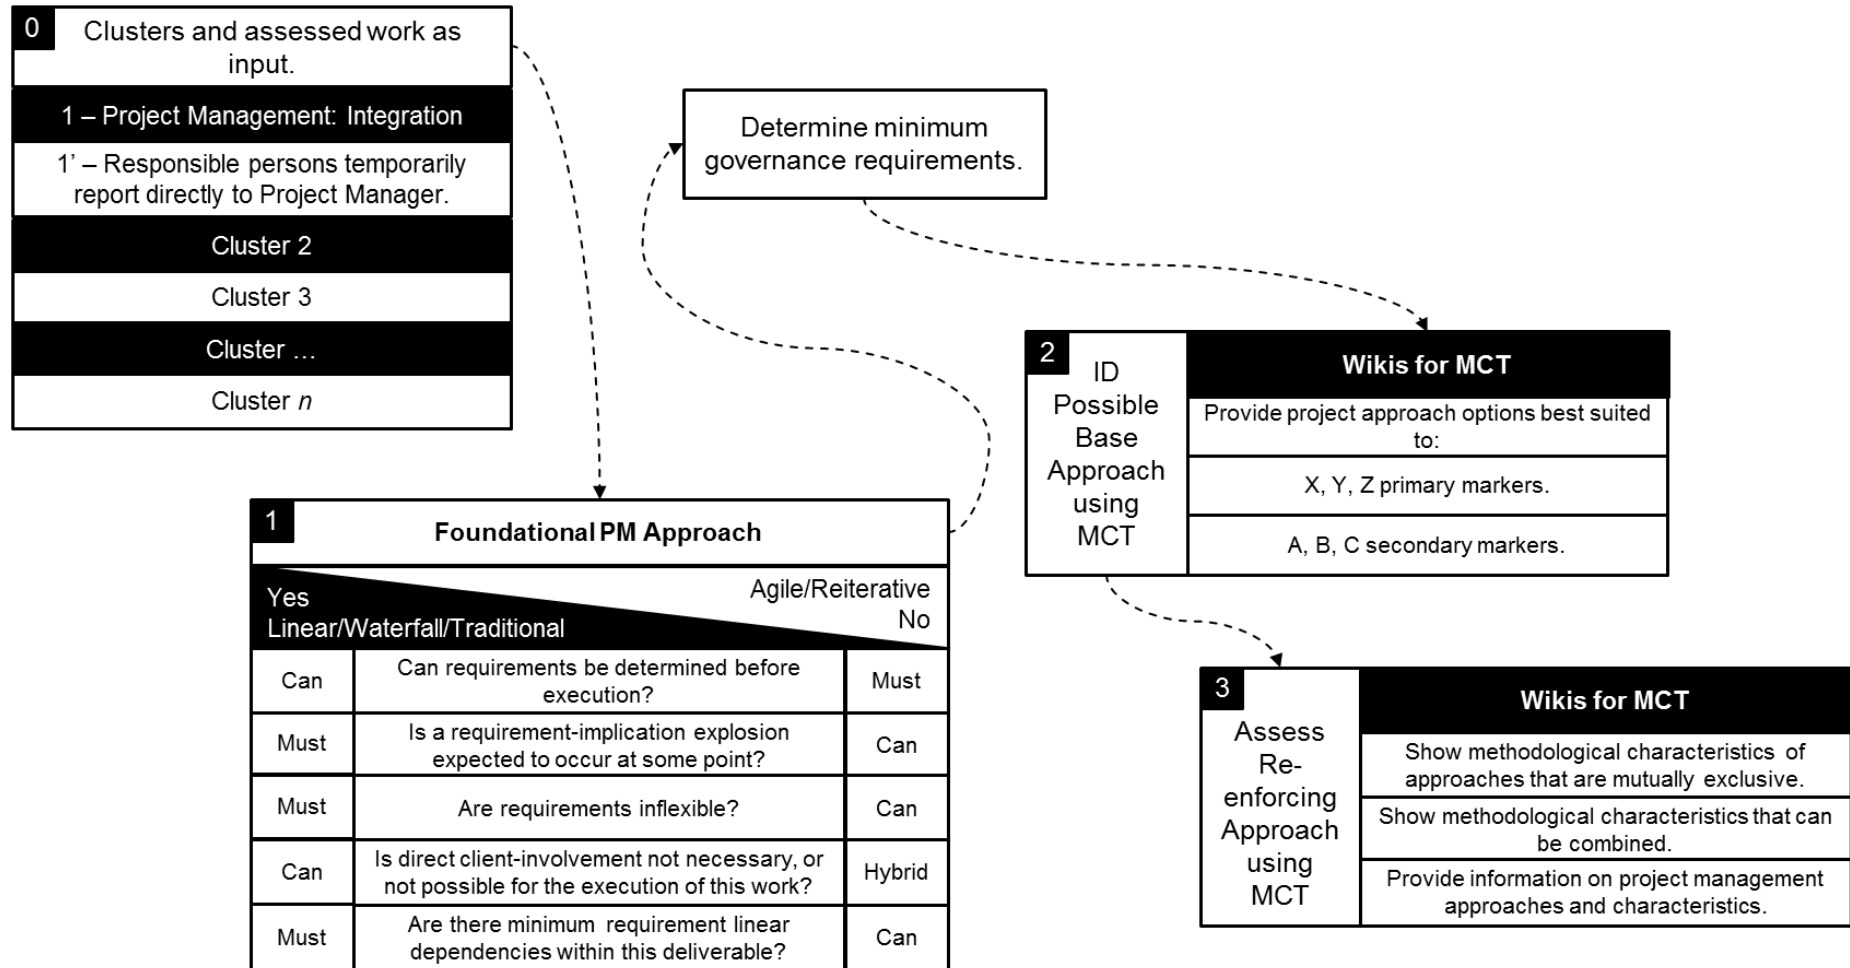 0
Clusters and assessed work as
input.
1 – Project Management: Integration
1’ – Responsible persons temporarily
report directly to Project Manager.
Cluster 2
Cluster 3
Cluster …
Cluster n
Determine minimum
governance requirements.
1
Foundational PM Approach
Yes
Linear/Waterfall/Traditional
Agile/Reiterative
No
Can
Can requirements be determined before
execution?
Must
Must
Is a requirement-implication explosion
expected to occur at some point?
Can
Must
Are requirements inflexible?
Can
Can
Is direct client-involvement not necessary, or
not possible for the execution of this work?
Hybrid
Must
Are there minimum requirement linear
dependencies within this deliverable?
Can
2
ID
Possible
Base
Approach
using
MCT
Wikis for MCT
Provide project approach options best suited
to:
X, Y, Z primary markers.
A, B, C secondary markers.
3
Assess
Re-
enforcing
Approach
using
MCT
Wikis for MCT
Show methodological characteristics of
approaches that are mutually exclusive.
Show methodological characteristics that can
be combined.
Provide information on project management
approaches and characteristics.